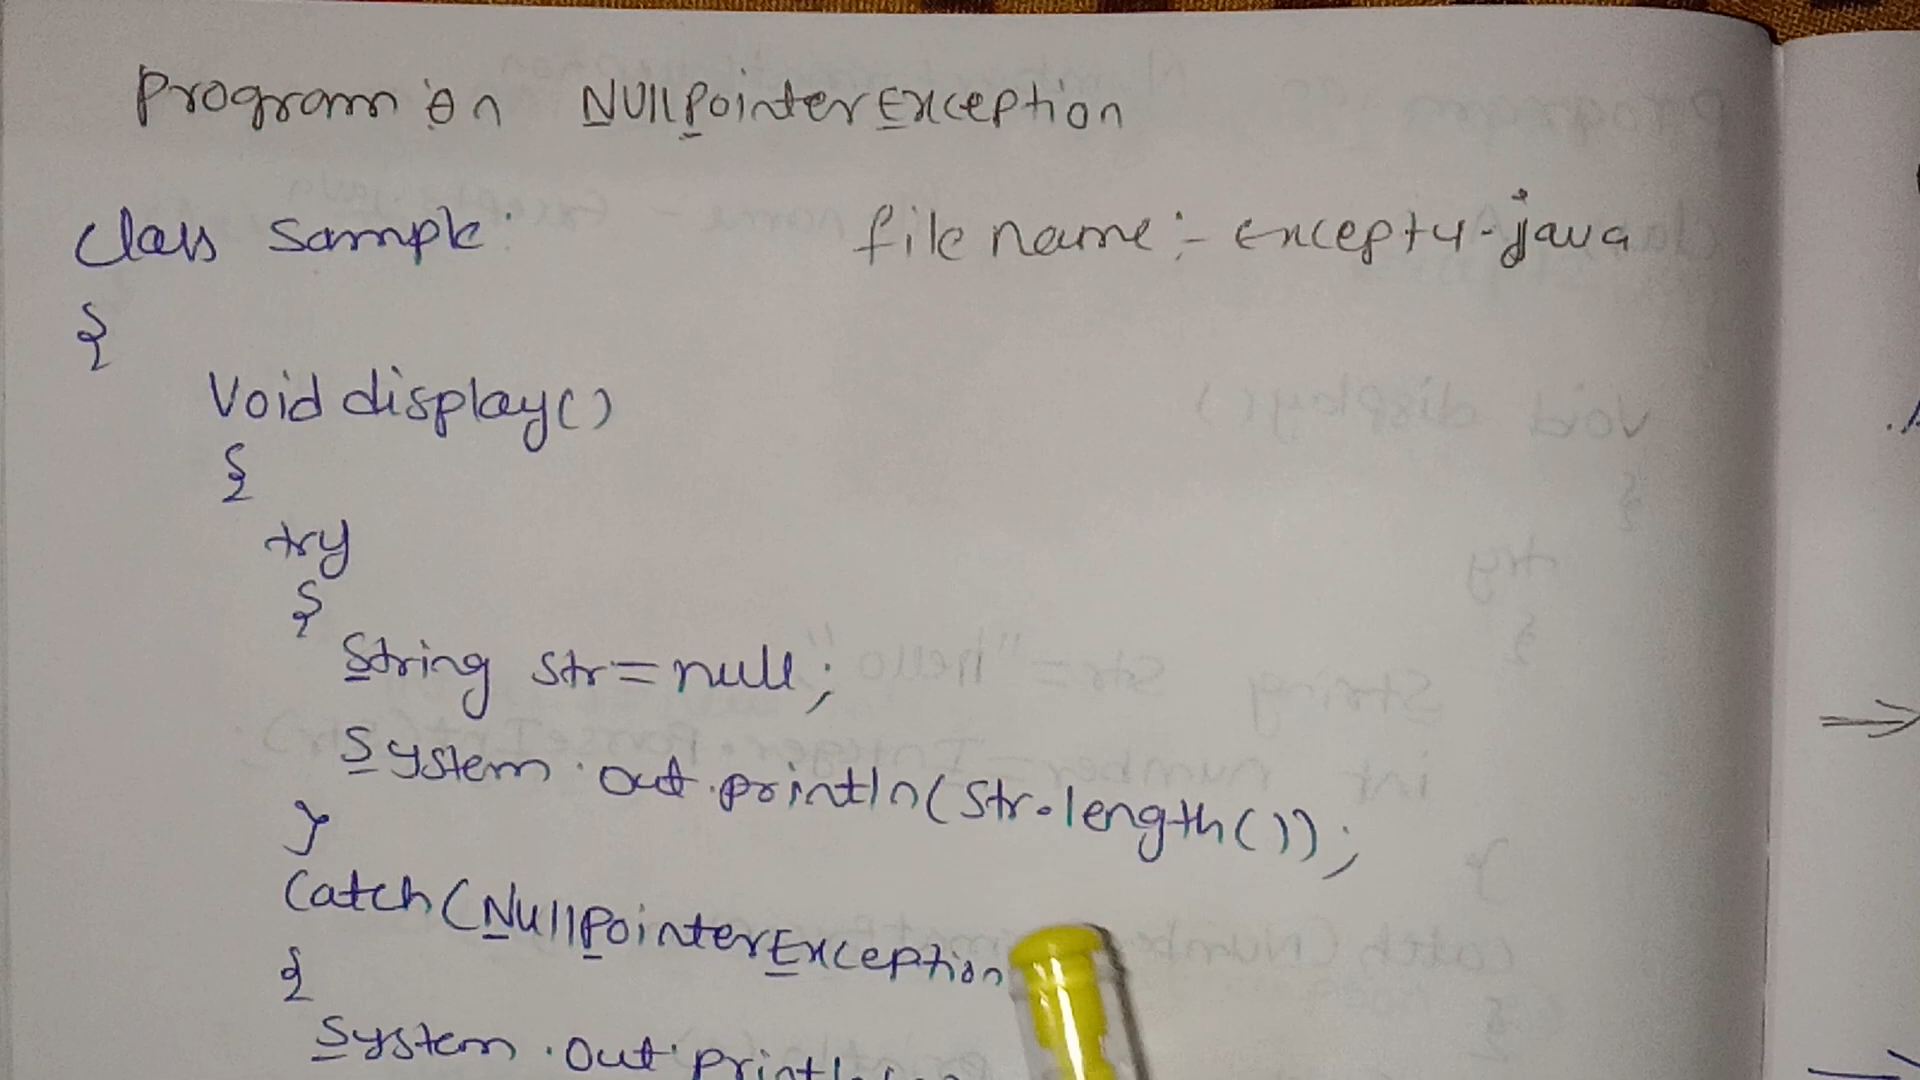 Program on NullPointerException
class sample
file name:- except4.java
{
void display()
{
try
{
String str=null;
System.out.println(str.length());
}
catch(NullPointerException
{
System.out.println(